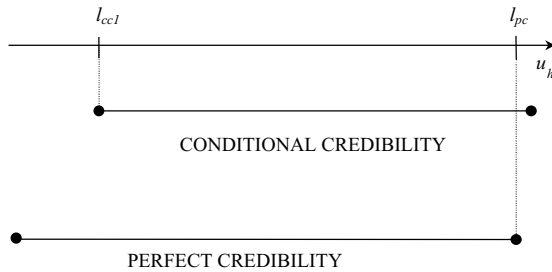 l_cc1 l_pc
u_h
CONDITIONAL CREDIBILITY
PERFECT CREDIBILITY